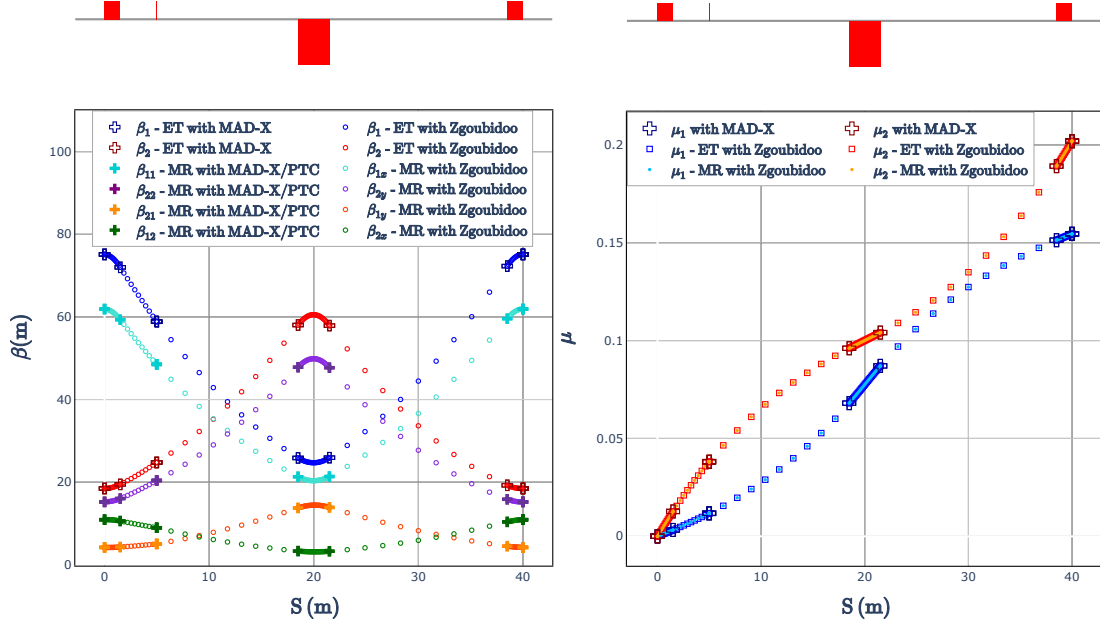 β₁ - ET with MAD-X
β₂ - ET with MAD-X
β₁₁ - MR with MAD-X/PTC
β₂₂ - MR with MAD-X/PTC
β₂₁ - MR with MAD-X/PTC
β₁₂ - MR with MAD-X/PTC
β₁ - ET with Zgoubidoo
β₂ - ET with Zgoubidoo
β₁ₓ - MR with Zgoubidoo
β₂y - MR with Zgoubidoo
β₁y - MR with Zgoubidoo
β₂ₓ - MR with Zgoubidoo
100
80
60
40
20
0
β(m)
0 10 20 30 40
S (m)
μ₁ with MAD-X
μ₁ - ET with Zgoubidoo
μ₁ - MR with Zgoubidoo
μ₂ with MAD-X
μ₂ - ET with Zgoubidoo
μ₂ - MR with Zgoubidoo
0.2
0.15
0.1
0.05
0
μ
0 10 20 30 40
S (m)